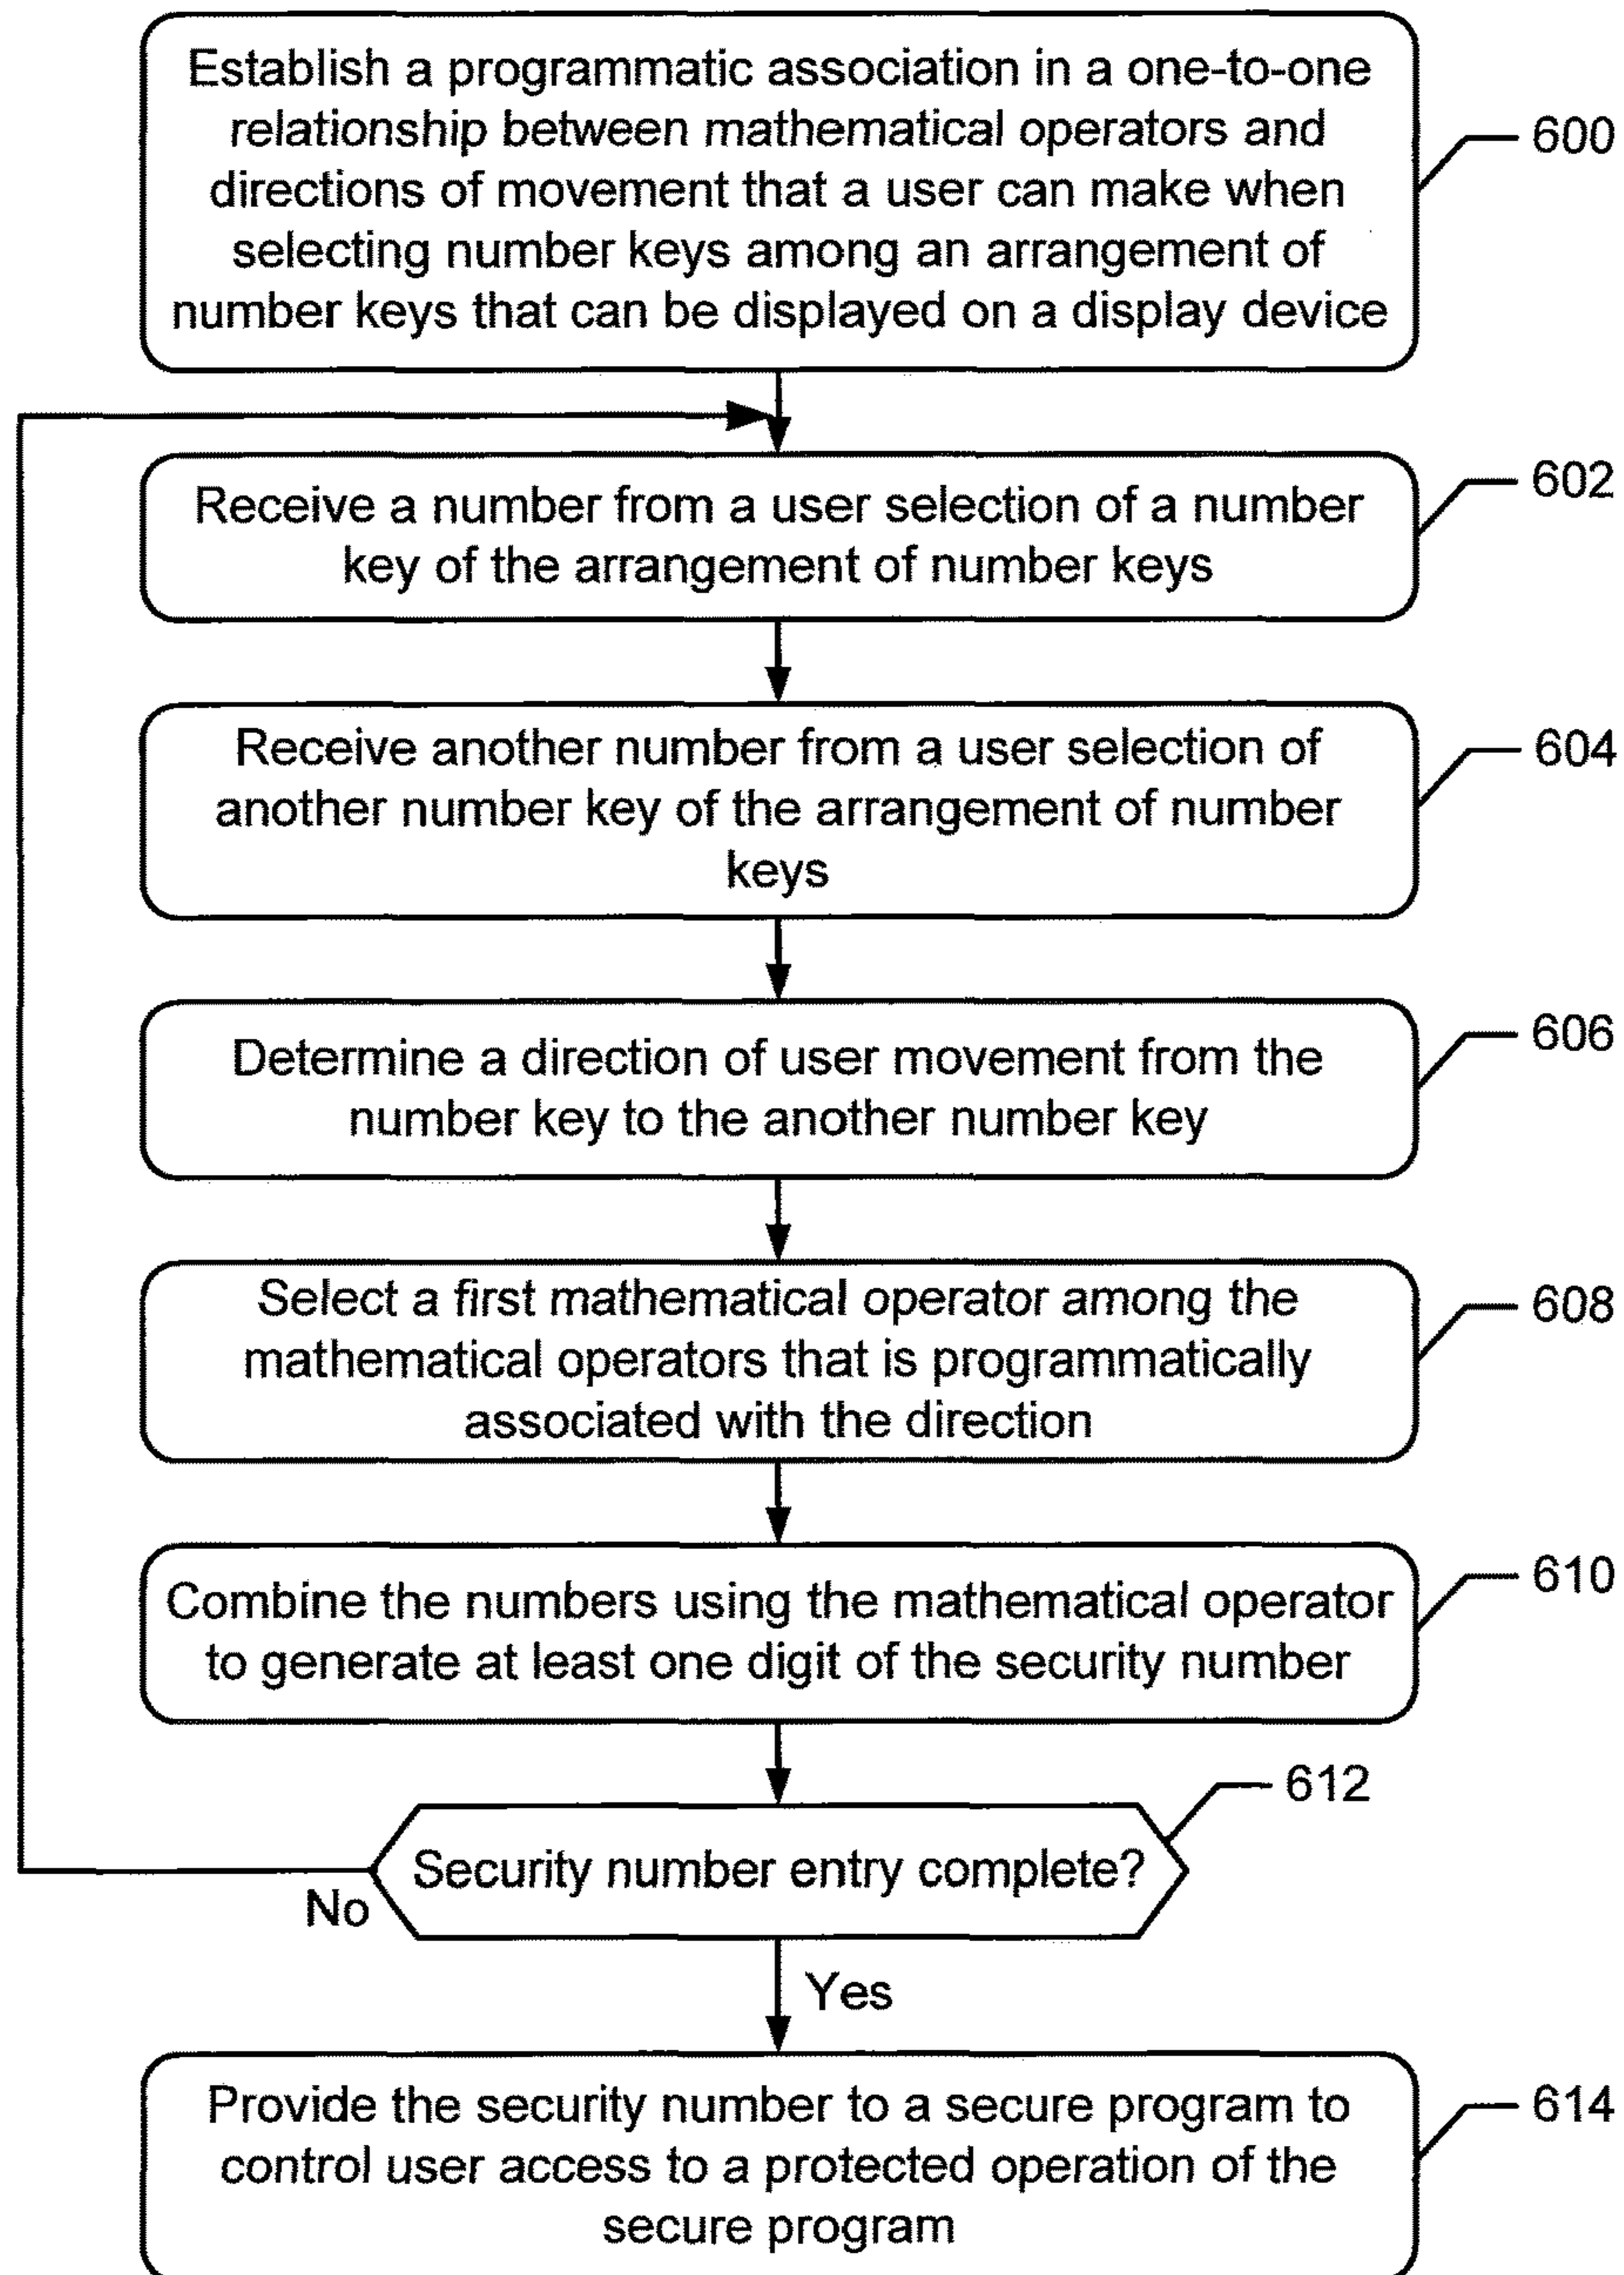 Establish a programmatic association in a one-to-one
relationship between mathematical operators and
directions of movement that a user can make when
selecting number keys among an arrangement of
number keys that can be displayed on a display device
600
Receive a number from a user selection of a number
key of the arrangement of number keys
602
Receive another number from a user selection of
another number key of the arrangement of number
keys
604
Determine a direction of user movement from the
number key to the another number key
606
Select a first mathematical operator among the
mathematical operators that is programmatically
associated with the direction
608
Combine the numbers using the mathematical operator
to generate at least one digit of the security number
610
612
Security number entry complete?
No
Yes
Provide the security number to a secure program to
control user access to a protected operation of the
secure program
614